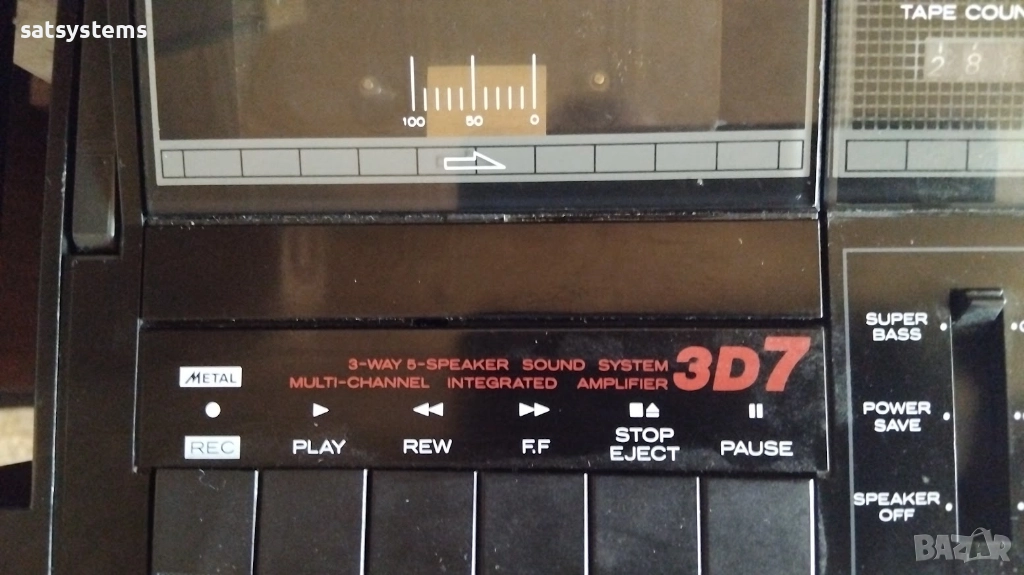 satsystems
TAPE COUN
28
100 50 0
3-WAY 5-SPEAKER SOUND SYSTEM
MULTI-CHANNEL INTEGRATED AMPLIFIER
3D7
METAL
REC
PLAY
REW
F.F
STOP
EJECT
PAUSE
SUPER
BASS
POWER
SAVE
SPEAKER
OFF
BAZAR